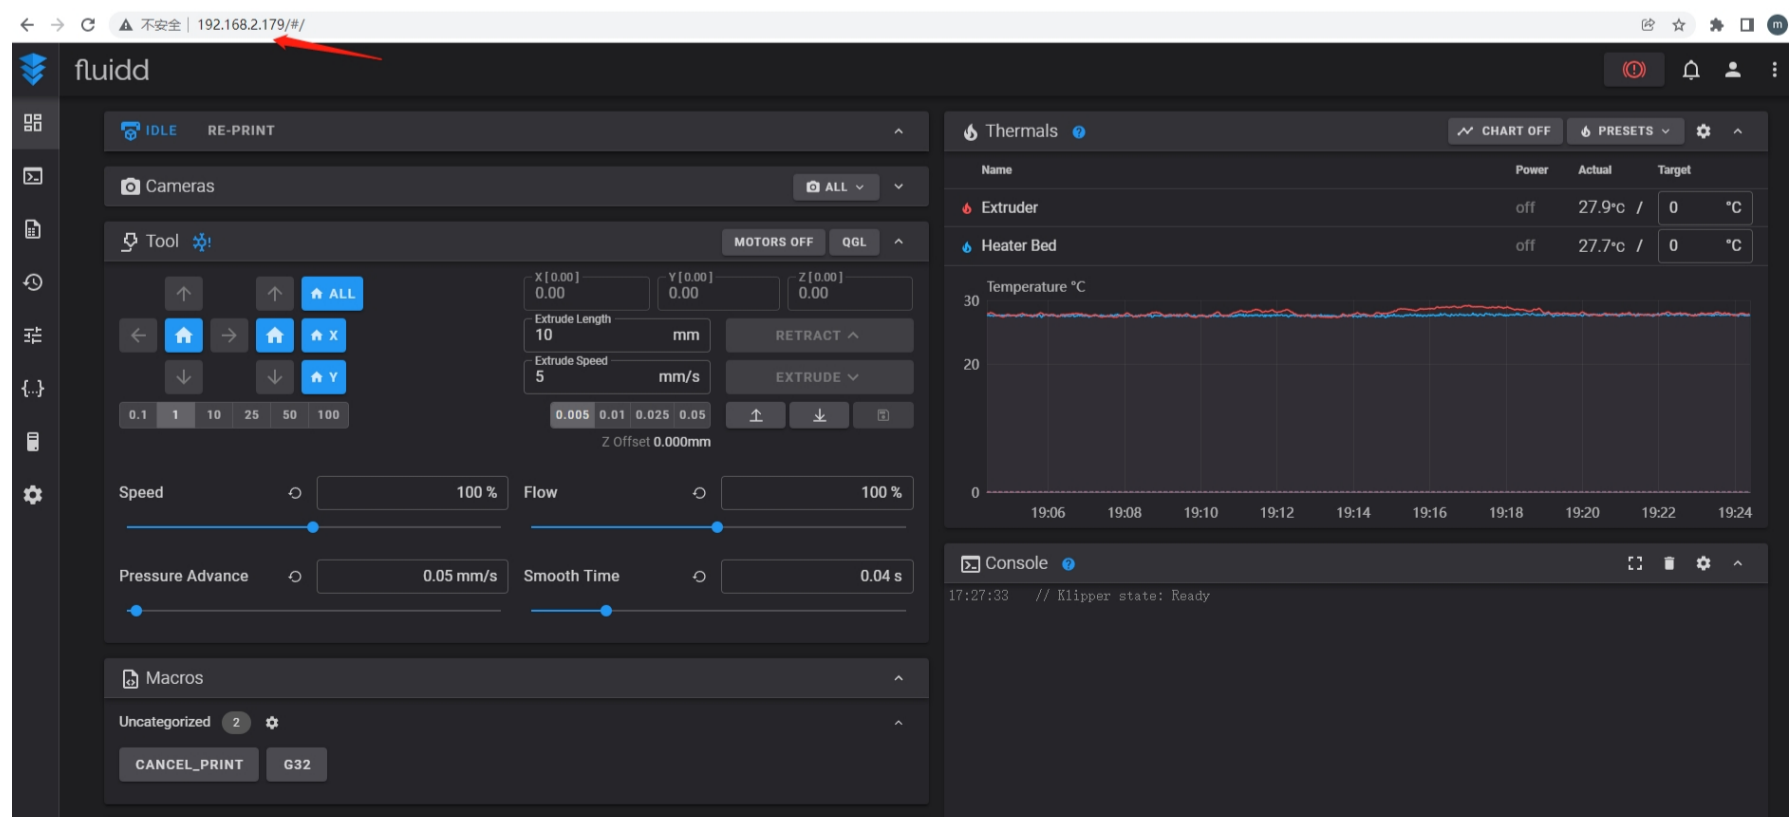 不安全 | 192.168.2.179/#/
fluidd
IDLE RE-PRINT
Cameras
ALL
Tool
MOTORS OFF QGL
ALL
X
Y
0.1 1 10 25 50 100
X [ 0.00 ] Y [ 0.00 ] Z [ 0.00 ]
0.00 0.00 0.00
Extrude Length
10 mm RETRACT
Extrude Speed
5 mm/s EXTRUDE
0.005 0.01 0.025 0.05
Z Offset 0.000mm
Speed 100 % Flow 100 %
Pressure Advance 0.05 mm/s Smooth Time 0.04 s
Macros
Uncategorized 2
CANCEL_PRINT G32
Thermals CHART OFF PRESETS
Name Power Actual Target
Extruder off 27.9°C / 0 °C
Heater Bed off 27.7°C / 0 °C
Temperature °C
30
20
0
19:06 19:08 19:10 19:12 19:14 19:16 19:18 19:20 19:22 19:24
Console
17:27:33 // Klipper state: Ready
m